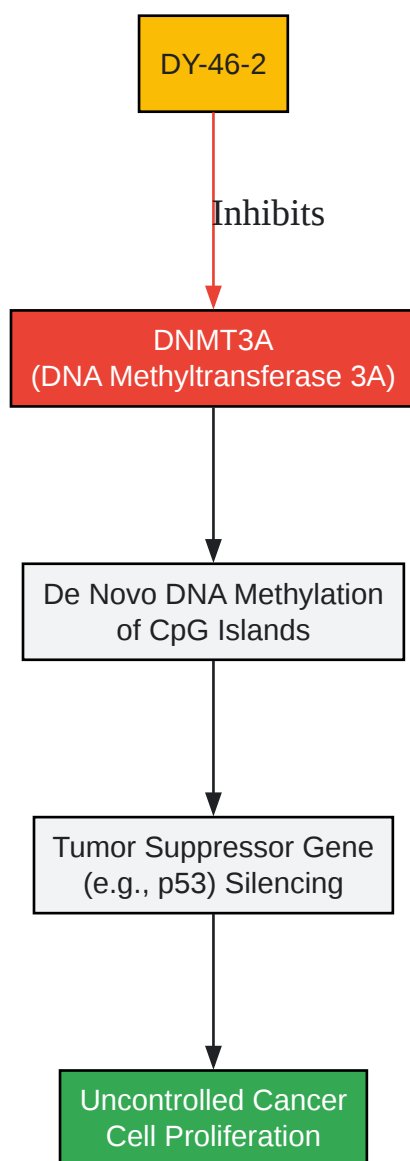 DY-46-2
Inhibits
DNMT3A
(DNA Methyltransferase 3A)
De Novo DNA Methylation
of CpG Islands
Tumor Suppressor Gene
(e.g., p53) Silencing
Uncontrolled Cancer
Cell Proliferation